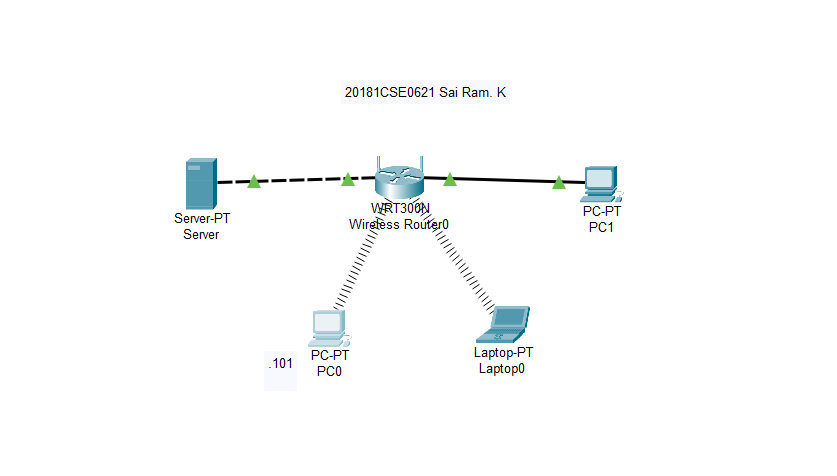 20181CSE0621 Sai Ram. K
Server-PT
Server
WRT300N
Wireless Router0
PC-PT
PC1
.101
PC-PT
PC0
Laptop-PT
Laptop0